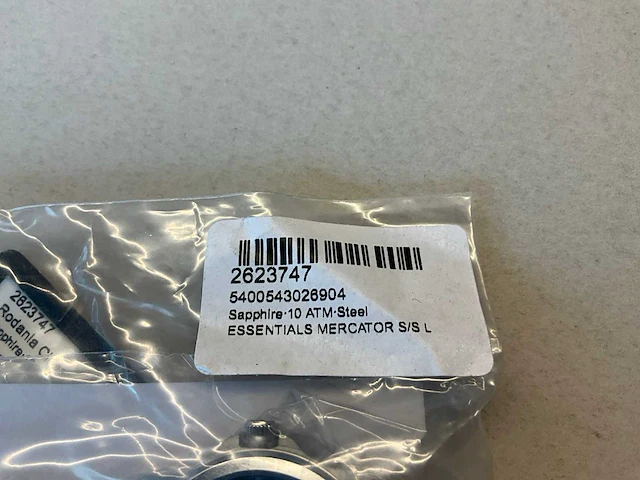 2623747
5400543026904
Sapphire·10 ATM·Steel
ESSENTIALS MERCATOR S/S L
2623747
Rodania